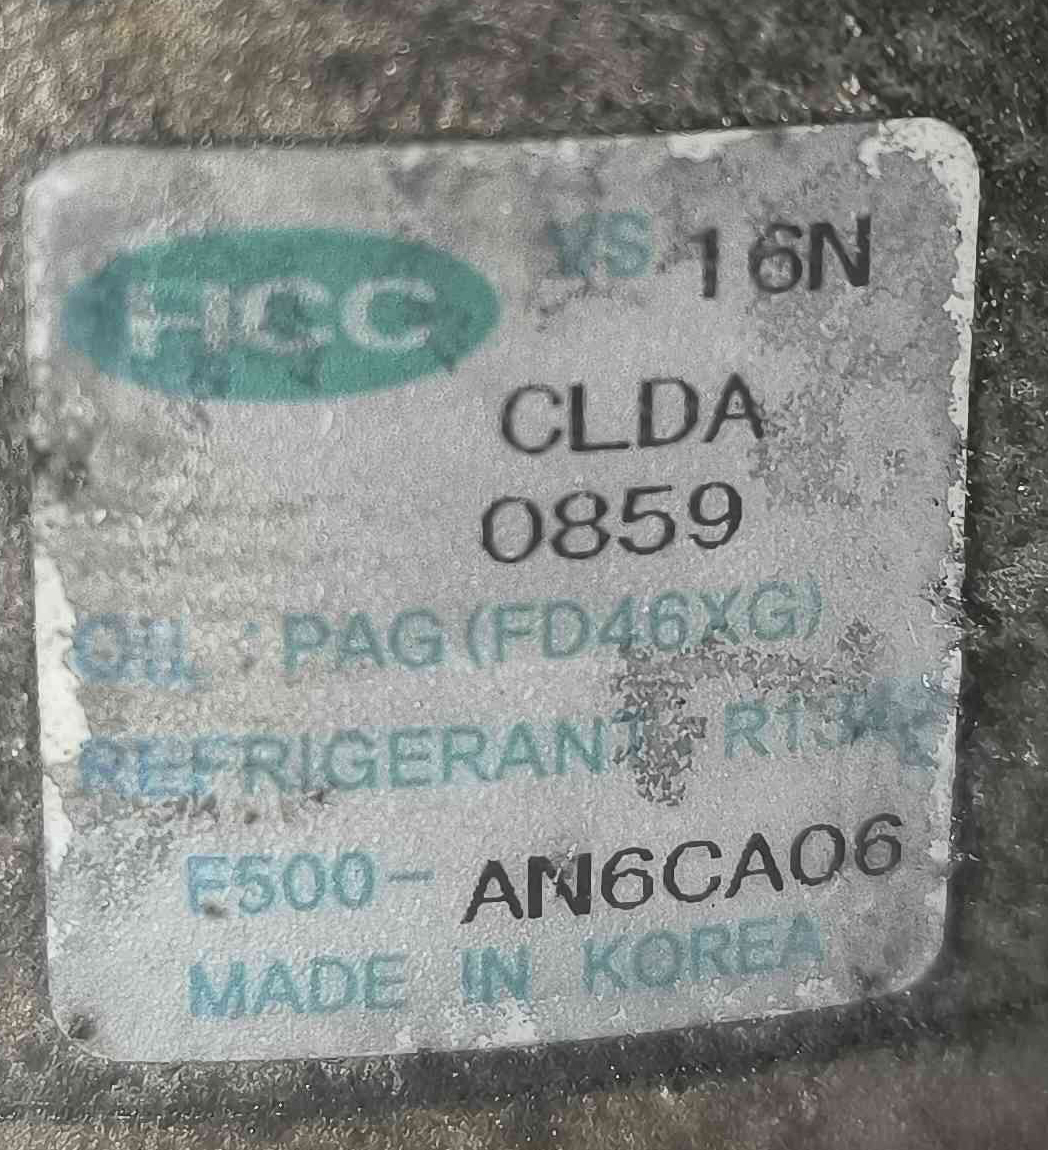 HCC VS 16N
CLDA
0859
OIL : PAG (FD46XG)
REFRIGERANT : R134a
F500-AN6CA06
MADE IN KOREA